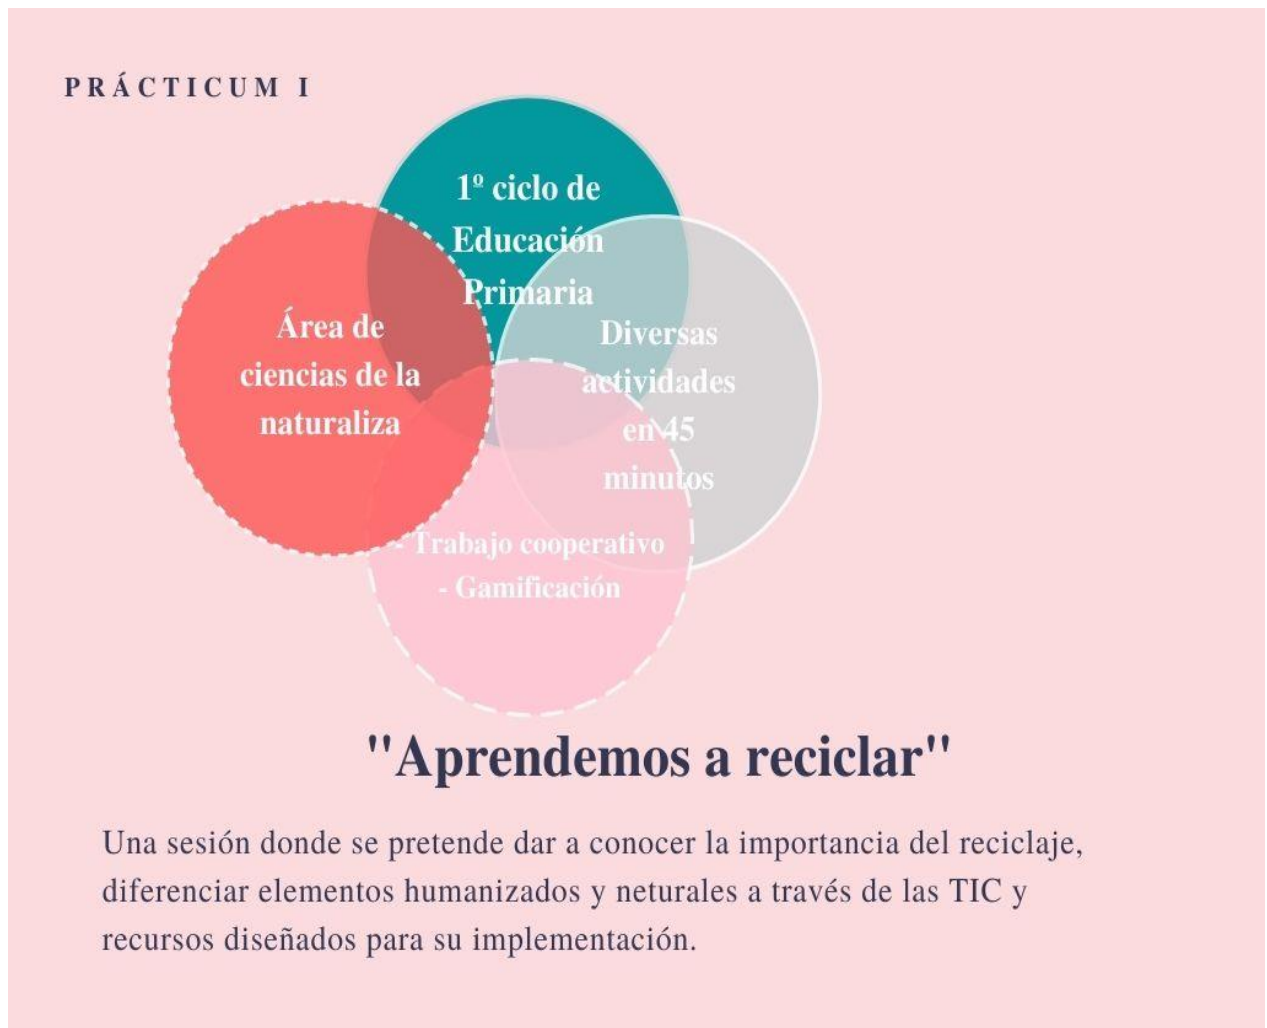 PRÁCTICUM I
1º ciclo de
Educación
Primaria
Área de
ciencias de la
naturaliza
Diversas
actividades
en 45
minutos
- Trabajo cooperativo
- Gamificación
"Aprendemos a reciclar"
Una sesión donde se pretende dar a conocer la importancia del reciclaje,
diferenciar elementos humanizados y neturales a través de las TIC y
recursos diseñados para su implementación.